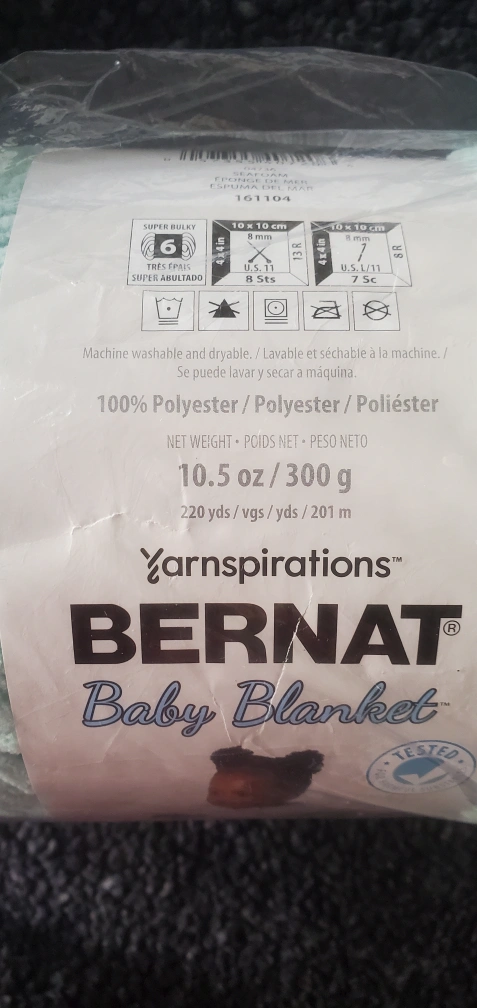 SEAFOAM
ÉPONGE DE MER
ESPUMA DEL MAR
161104
SUPER BULKY
6
TRÈS ÉPAIS
SUPER ABULTADO
10 x 10 cm
4 x 4 in
8 mm
13 R
U.S. 11
8 Sts
10 x 10 cm
4 x 4 in
8 mm
8 R
U.S. L/11
7 Sc
Machine washable and dryable. / Lavable et séchable à la machine. /
Se puede lavar y secar a máquina.
100% Polyester / Polyester / Poliéster
NET WEIGHT • POIDS NET • PESO NETO
10.5 oz / 300 g
220 yds / vgs / yds / 201 m
Yarnspirations™
BERNAT®
Baby Blanket™
TESTED